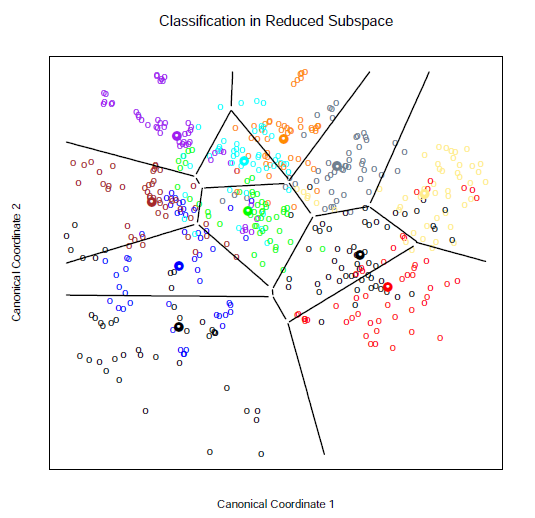 Classification in Reduced Subspace
Canonical Coordinate 2
Canonical Coordinate 1